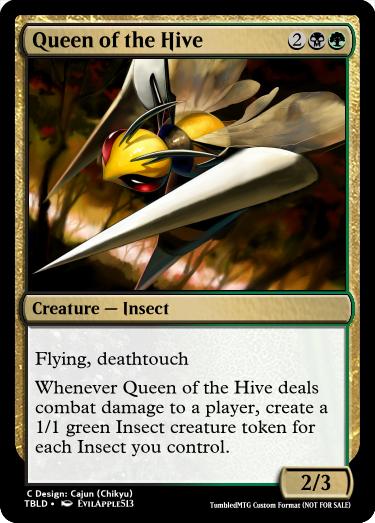 Queen of the Hive 2
Creature — Insect
Flying, deathtouch
Whenever Queen of the Hive deals
combat damage to a player, create a
1/1 green Insect creature token for
each Insect you control.
2/3
C Design: Cajun (Chikyu)
TBLD • EvilApple513
TumbledMTG Custom Format (NOT FOR SALE)